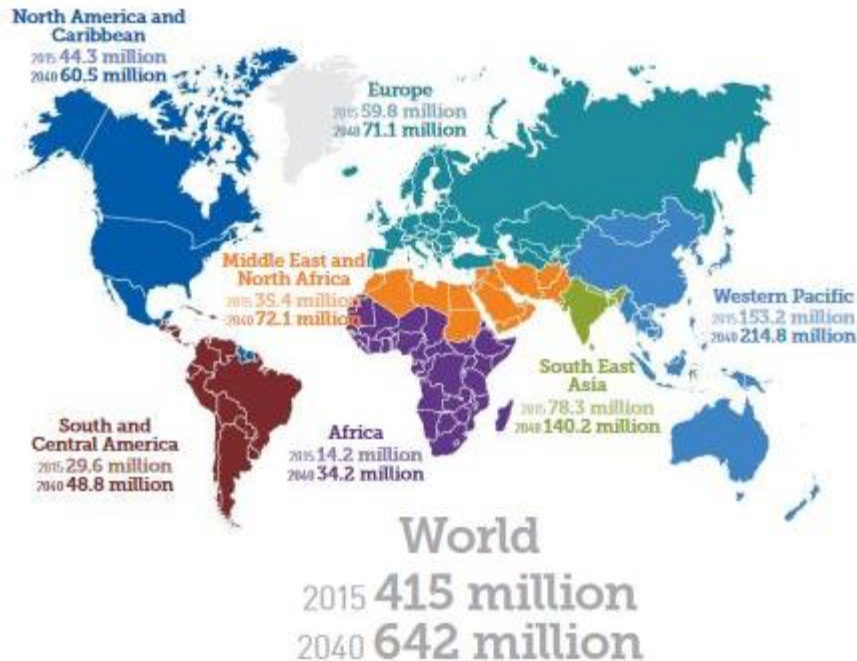 North America and
Caribbean
2015 44.3 million
2040 60.5 million
Europe
2015 59.8 million
2040 71.1 million
Middle East and
North Africa
2015 35.4 million
2040 72.1 million
Western Pacific
2015 153.2 million
2040 214.8 million
South East
Asia
2015 78.3 million
2040 140.2 million
South and
Central America
2015 29.6 million
2040 48.8 million
Africa
2015 14.2 million
2040 34.2 million
World
2015 415 million
2040 642 million